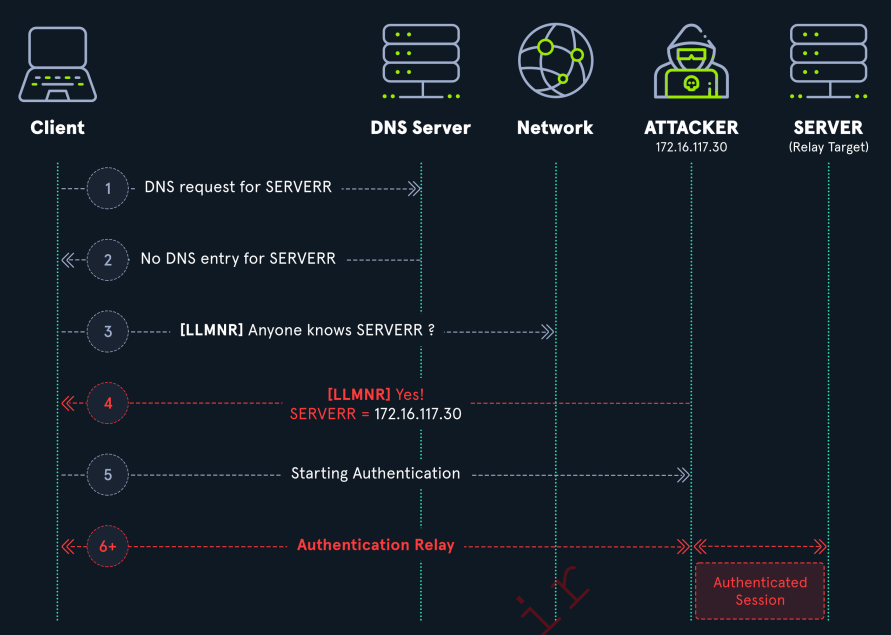 Client
DNS Server
Network
ATTACKER
172.16.117.30
SERVER
(Relay Target)
1
DNS request for SERVERR
2
No DNS entry for SERVERR
3
[LLMNR] Anyone knows SERVERR ?
4
[LLMNR] Yes!
SERVERR = 172.16.117.30
5
Starting Authentication
6+
Authentication Relay
Authenticated
Session
ir